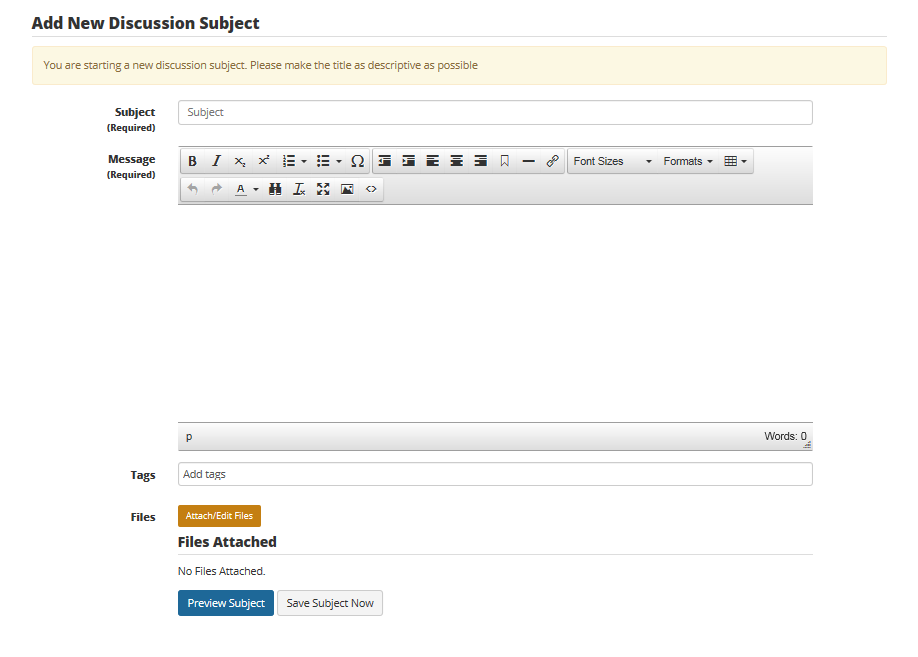 Add New Discussion Subject
You are starting a new discussion subject. Please make the title as descriptive as possible
Subject
(Required)
Subject
Message
(Required)
Font Sizes
Formats
p
Words: 0
Tags
Add tags
Files
Attach/Edit Files
Files Attached
No Files Attached.
Preview Subject
Save Subject Now